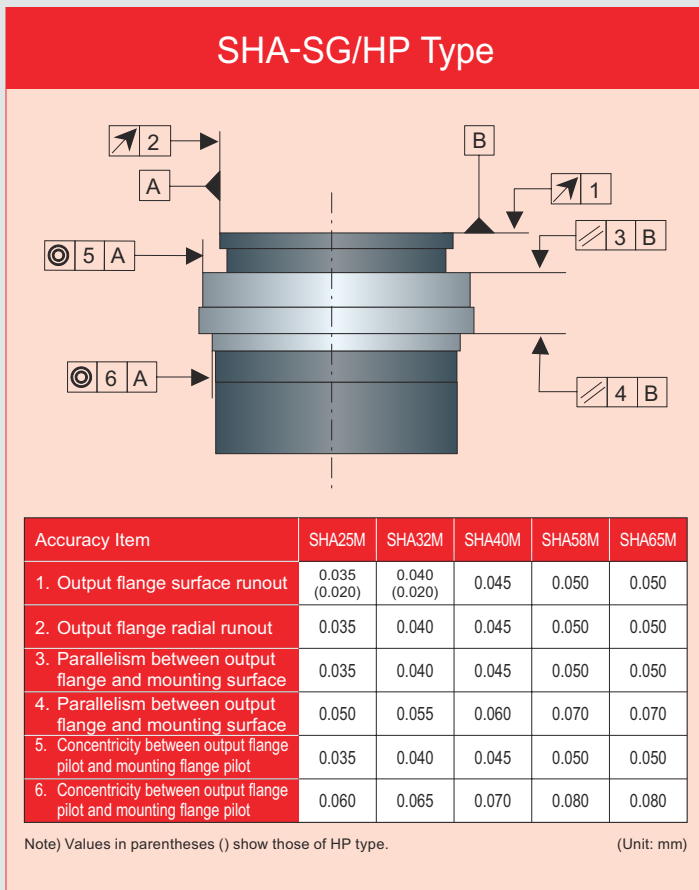 SHA-SG/HP Type
2
B
A
1
3 B
5 A
6 A
4 B
Accuracy Item SHA25M SHA32M SHA40M SHA58M SHA65M
1. Output flange surface runout 0.035 (0.020) 0.040 (0.020) 0.045 0.050 0.050
2. Output flange radial runout 0.035 0.040 0.045 0.050 0.050
3. Parallelism between output
flange and mounting surface 0.035 0.040 0.045 0.050 0.050
4. Parallelism between output
flange and mounting surface 0.050 0.055 0.060 0.070 0.070
5. Concentricity between output flange
pilot and mounting flange pilot 0.035 0.040 0.045 0.050 0.050
6. Concentricity between output flange
pilot and mounting flange pilot 0.060 0.065 0.070 0.080 0.080
Note) Values in parentheses () show those of HP type. (Unit: mm)